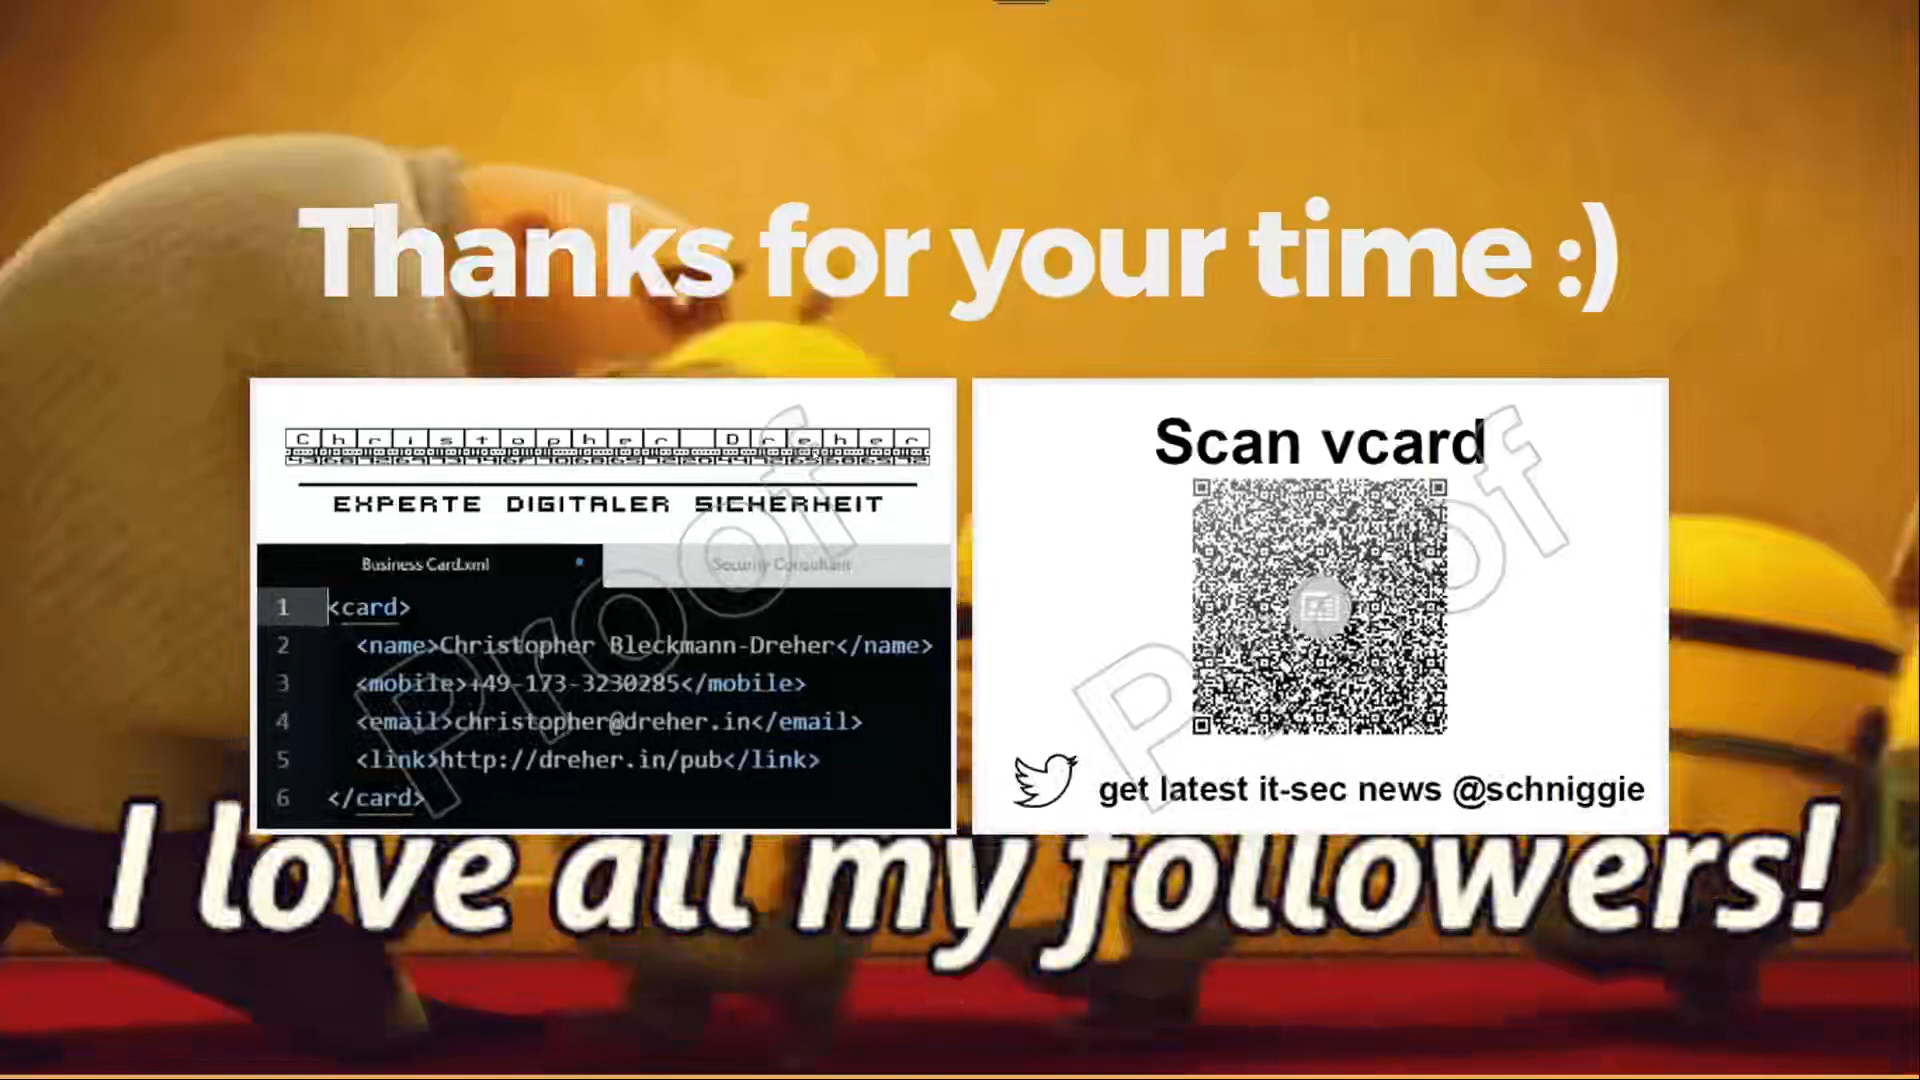 Thanks for your time :)
Christopher Dreher
EXPERTE DIGITALER SICHERHEIT
Business Card.xml
Security Consultant
1 <card>
2 <name>Christopher Bleckmann-Dreher</name>
3 <mobile>+49-173-3230285</mobile>
4 <email>christopher@dreher.in</email>
5 <link>http://dreher.in/pub</link>
6 </card>
Proof
Scan vcard
get latest it-sec news @schniggie
Proof
I love all my followers!